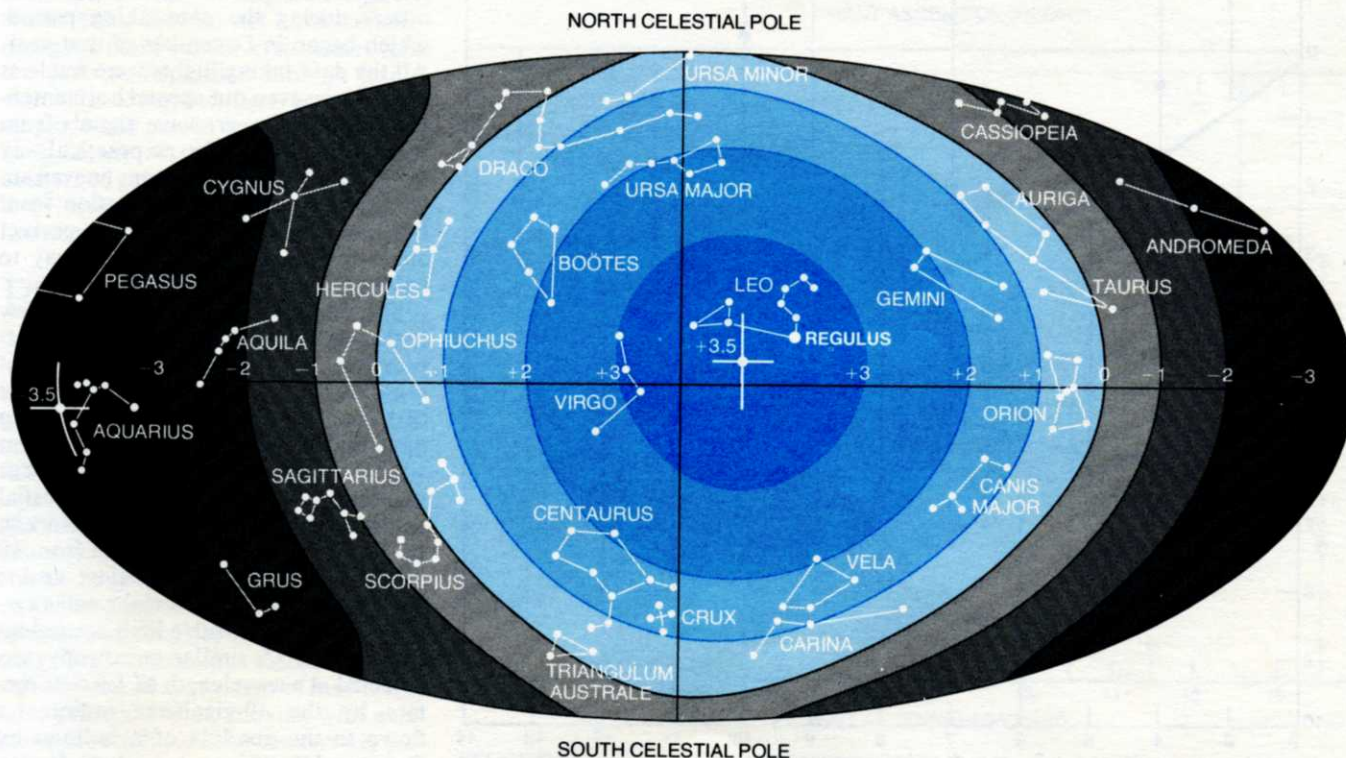 NORTH CELESTIAL POLE
URSA MINOR
CASSIOPEIA
DRACO
CYGNUS
URSA MAJOR
AURIGA
ANDROMEDA
PEGASUS
BOÖTES
HERCULES
LEO
GEMINI
TAURUS
AQUILA
OPHIUCHUS
+3.5
REGULUS
−3
−2
−1
0
+1
+2
+3
+3
+2
+1
0
−1
−2
−3
3.5
AQUARIUS
VIRGO
ORION
SAGITTARIUS
CANIS
MAJOR
CENTAURUS
VELA
GRUS
SCORPIUS
CRUX
CARINA
TRIANGULUM
AUSTRALE
SOUTH CELESTIAL POLE